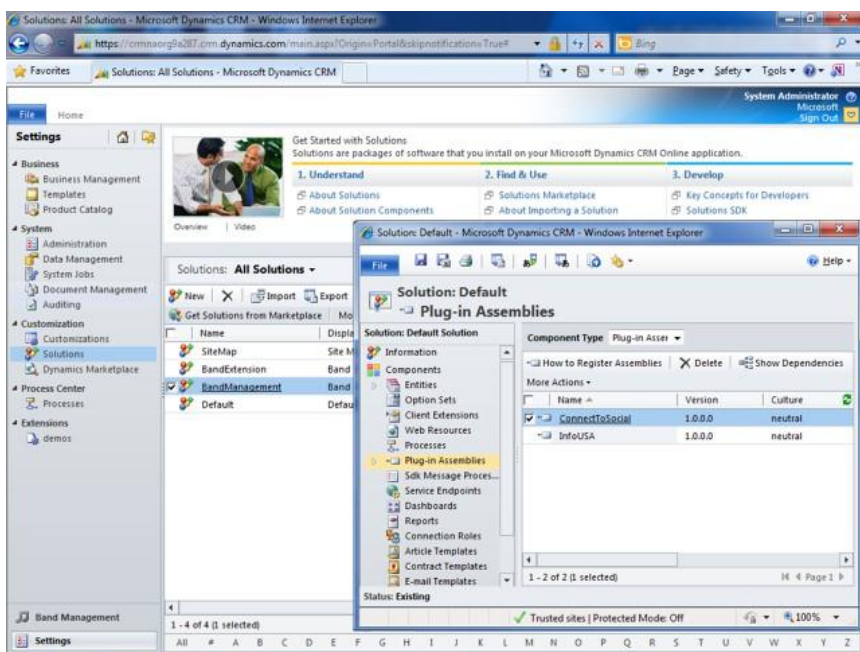 Solutions: All Solutions - Microsoft Dynamics CRM - Windows Internet Explorer
https://crmnaorg9a287.crm.dynamics.com/main.aspx?Origin=Portal&skipnotification=True#
Bing
Favorites
Solutions: All Solutions - Microsoft Dynamics CRM
Page
Safety
Tools
System Administrator
Microsoft
Sign Out
File
Home
Settings
Business
Business Management
Templates
Product Catalog
System
Administration
Data Management
System Jobs
Document Management
Auditing
Customization
Customizations
Solutions
Dynamics Marketplace
Process Center
Processes
Extensions
demos
Band Management
Settings
Get Started with Solutions
Solutions are packages of software that you install on your Microsoft Dynamics CRM Online application.
1. Understand
2. Find & Use
3. Develop
About Solutions
Solutions Marketplace
Key Concepts for Developers
About Solution Components
About Importing a Solution
Solutions SDK
Overview
Video
Solutions: All Solutions
New
Import
Export
Get Solutions from Marketplace
Mo
Name
Displa
SiteMap
Site M
BandExtension
Band
BandManagement
Band
Default
Defau
1 - 4 of 4 (1 selected)
All # A B C D E F G H I J K L M N O P Q R S T U V W X Y Z
Solution: Default - Microsoft Dynamics CRM - Windows Internet Explorer
File
Help
Solution: Default
Plug-in Assemblies
Solution: Default Solution
Information
Components
Entities
Option Sets
Client Extensions
Web Resources
Processes
Plug-in Assemblies
Sdk Message Proces...
Service Endpoints
Dashboards
Reports
Connection Roles
Article Templates
Contract Templates
E-mail Templates
Component Type Plug-in Asser
How to Register Assemblies
Delete
Show Dependencies
More Actions
Name Version Culture
ConnectToSocial 1.0.0.0 neutral
InfoUSA 1.0.0.0 neutral
1 - 2 of 2 (1 selected)
Page 1
Status: Existing
Trusted sites | Protected Mode: Off
100%